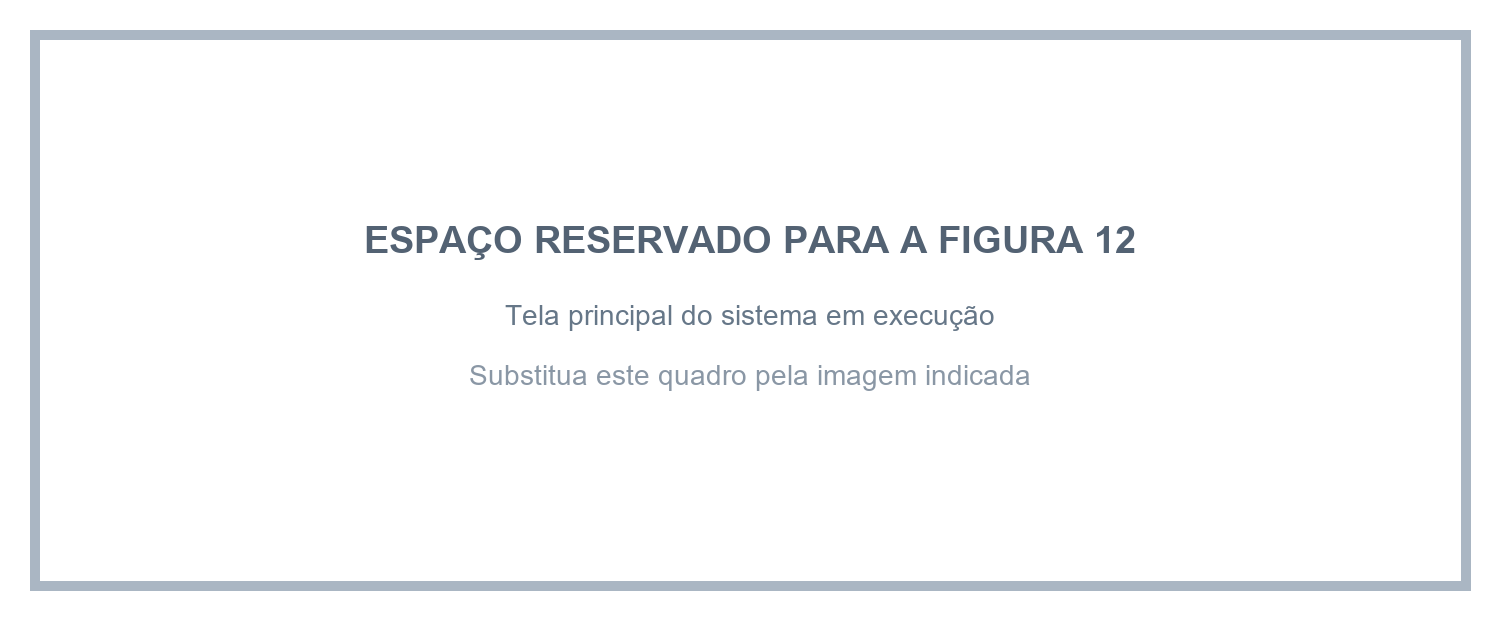 ESPAÇO RESERVADO PARA A FIGURA 12
Tela principal do sistema em execução
Substitua este quadro pela imagem indicada